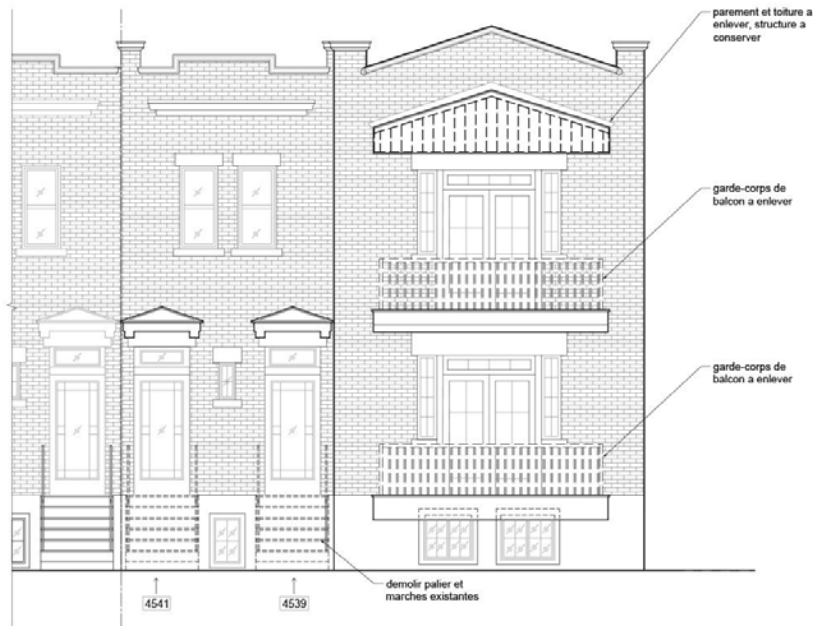 parement et toiture a
enlever, structure a
conserver
garde-corps de
balcon a enlever
garde-corps de
balcon a enlever
demolir palier et
marches existantes
4541
4539